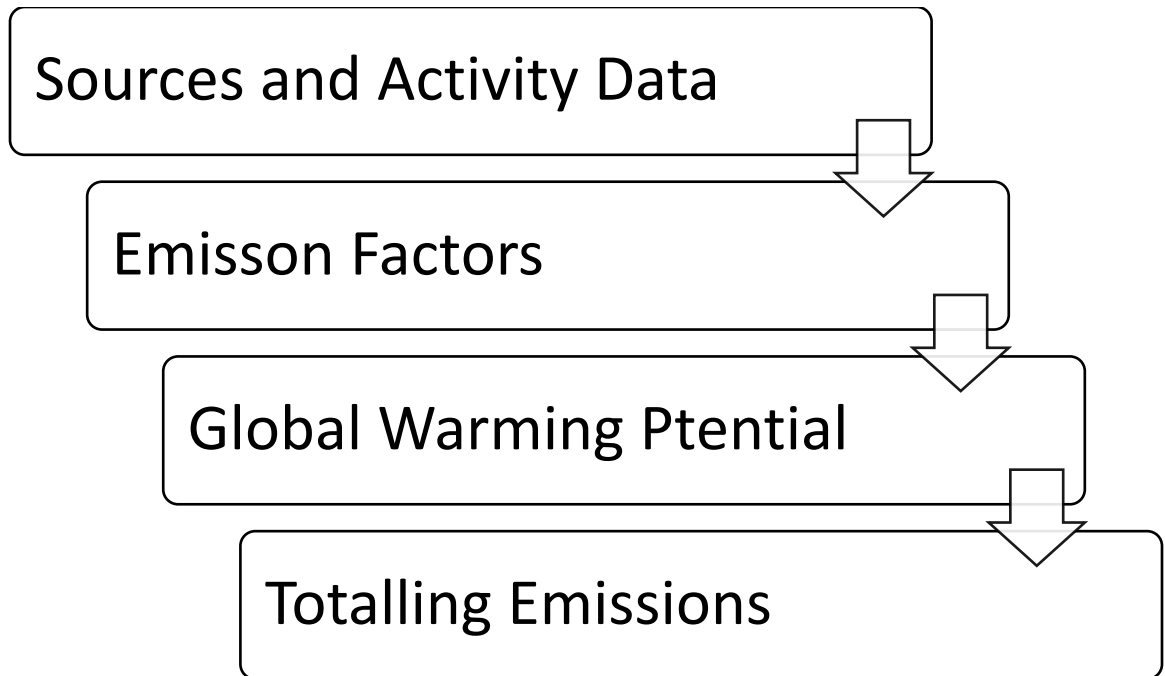 Sources and Activity Data
Emisson Factors
Global Warming Ptential
Totalling Emissions